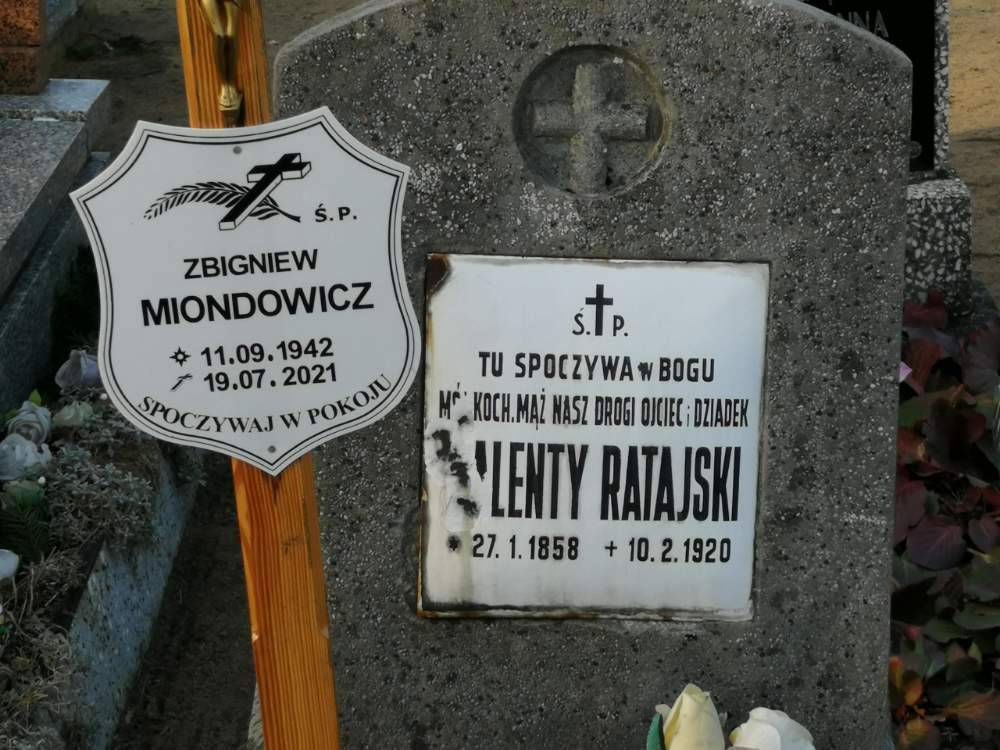 Ś.P.
ZBIGNIEW
MIONDOWICZ
11.09.1942
19.07.2021
SPOCZYWAJ W POKOJU
Ś. P.
TU SPOCZYWA W BOGU
KOCH. MĄŻ NASZ DROGI OJCIEC i DZIADEK
RATAJSKI
* 27. 1. 1858 + 10. 2. 1920